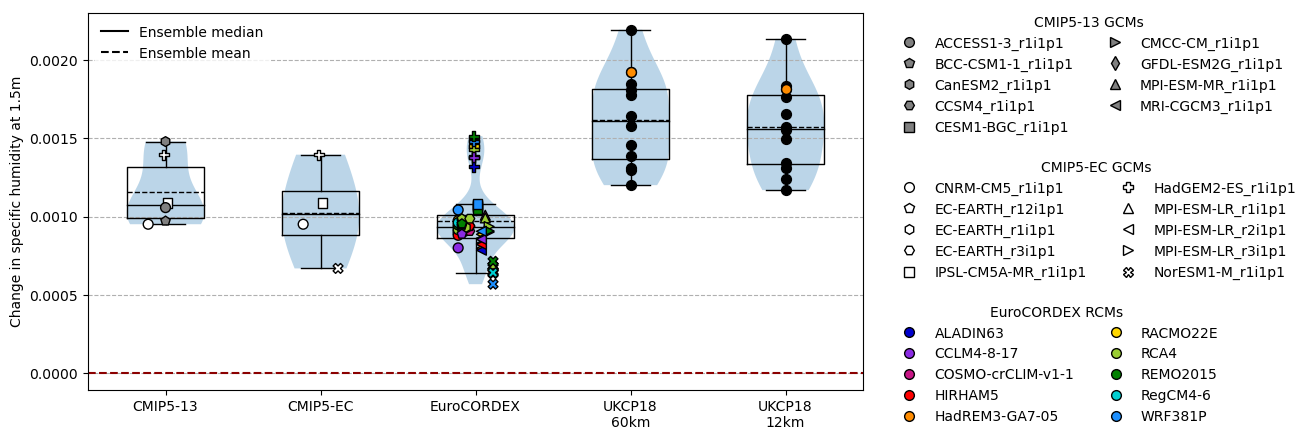 Change in specific humidity at 1.5m
0.0020
0.0015
0.0010
0.0005
0.0000
Ensemble median
Ensemble mean
CMIP5-13
CMIP5-EC
EuroCORDEX
UKCP18
60km
UKCP18
12km
CMIP5-13 GCMs
ACCESS1-3_r1i1p1
BCC-CSM1-1_r1i1p1
CanESM2_r1i1p1
CCSM4_r1i1p1
CESM1-BGC_r1i1p1
CMCC-CM_r1i1p1
GFDL-ESM2G_r1i1p1
MPI-ESM-MR_r1i1p1
MRI-CGCM3_r1i1p1
CMIP5-EC GCMs
CNRM-CM5_r1i1p1
EC-EARTH_r12i1p1
EC-EARTH_r1i1p1
EC-EARTH_r3i1p1
IPSL-CM5A-MR_r1i1p1
HadGEM2-ES_r1i1p1
MPI-ESM-LR_r1i1p1
MPI-ESM-LR_r2i1p1
MPI-ESM-LR_r3i1p1
NorESM1-M_r1i1p1
EuroCORDEX RCMs
ALADIN63
CCLM4-8-17
COSMO-crCLIM-v1-1
HIRHAM5
HadREM3-GA7-05
RACMO22E
RCA4
REMO2015
RegCM4-6
WRF381P